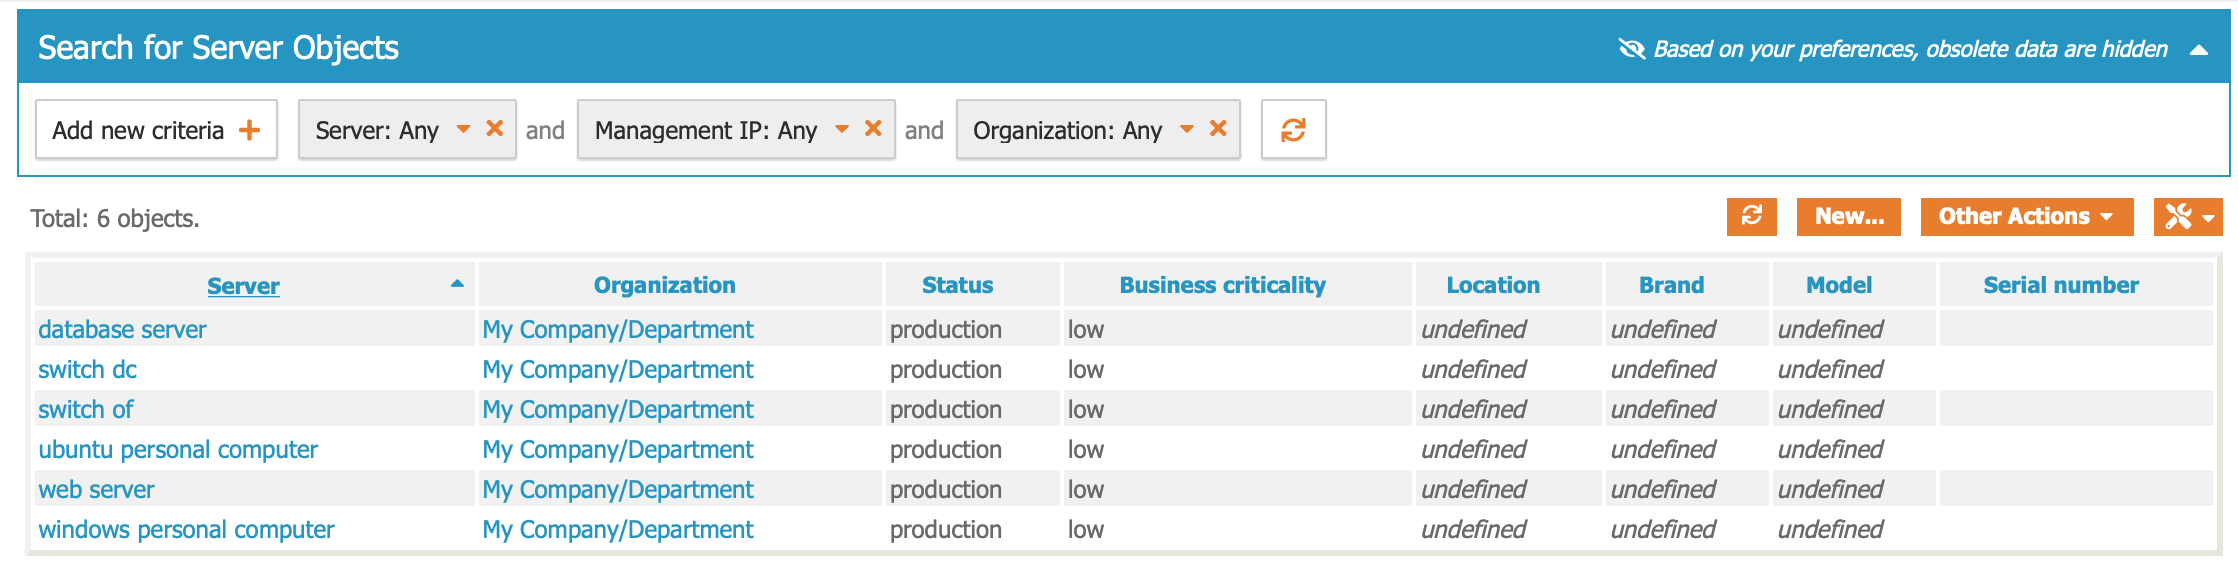 Search for Server Objects Based on your preferences, obsolete data are hidden
Add new criteria Server: Any and Management IP: Any and Organization: Any
Total: 6 objects. New... Other Actions
Server Organization Status Business criticality Location Brand Model Serial number
database server My Company/Department production low undefined undefined undefined
switch dc My Company/Department production low undefined undefined undefined
switch of My Company/Department production low undefined undefined undefined
ubuntu personal computer My Company/Department production low undefined undefined undefined
web server My Company/Department production low undefined undefined undefined
windows personal computer My Company/Department production low undefined undefined undefined